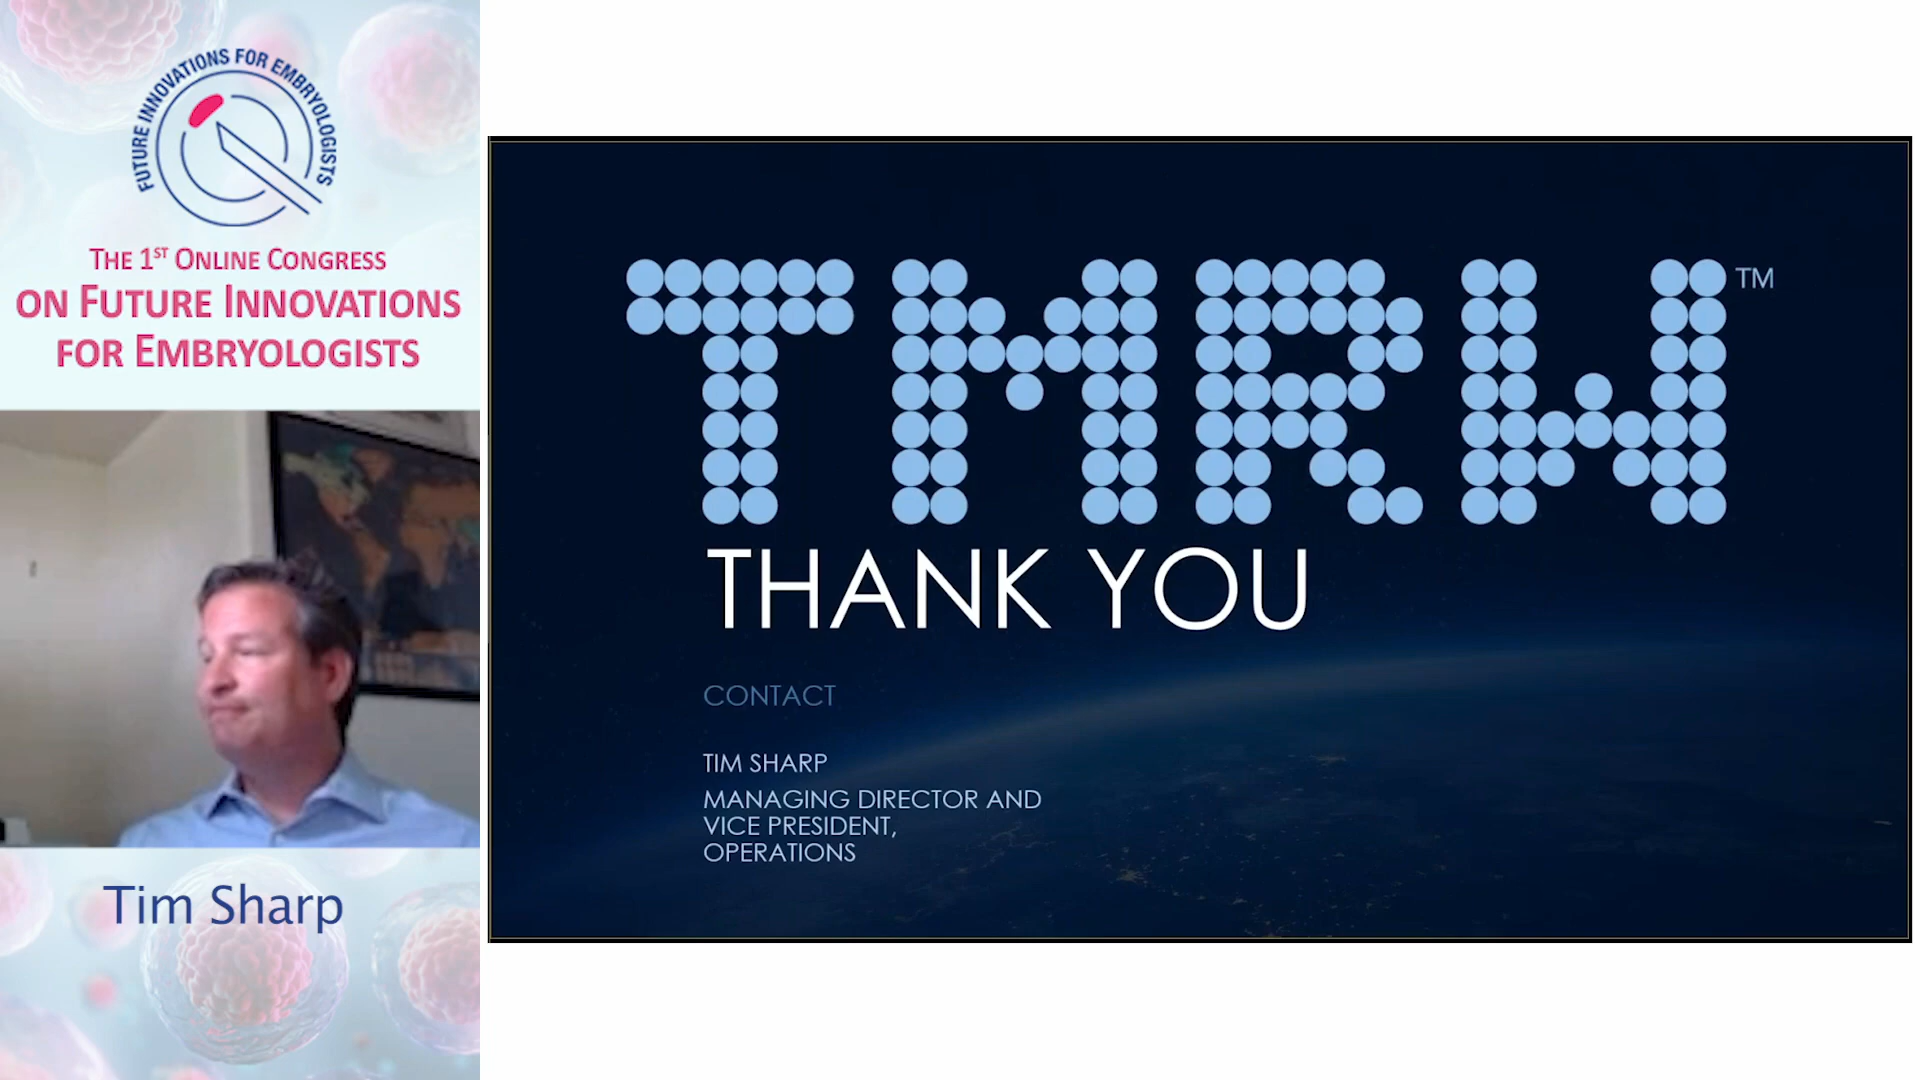 FUTURE INNOVATIONS FOR EMBRYOLOGISTS
THE 1ST ONLINE CONGRESS
ON FUTURE INNOVATIONS
FOR EMBRYOLOGISTS
Tim Sharp
TMRW™
THANK YOU
CONTACT
TIM SHARP
MANAGING DIRECTOR AND
VICE PRESIDENT,
OPERATIONS